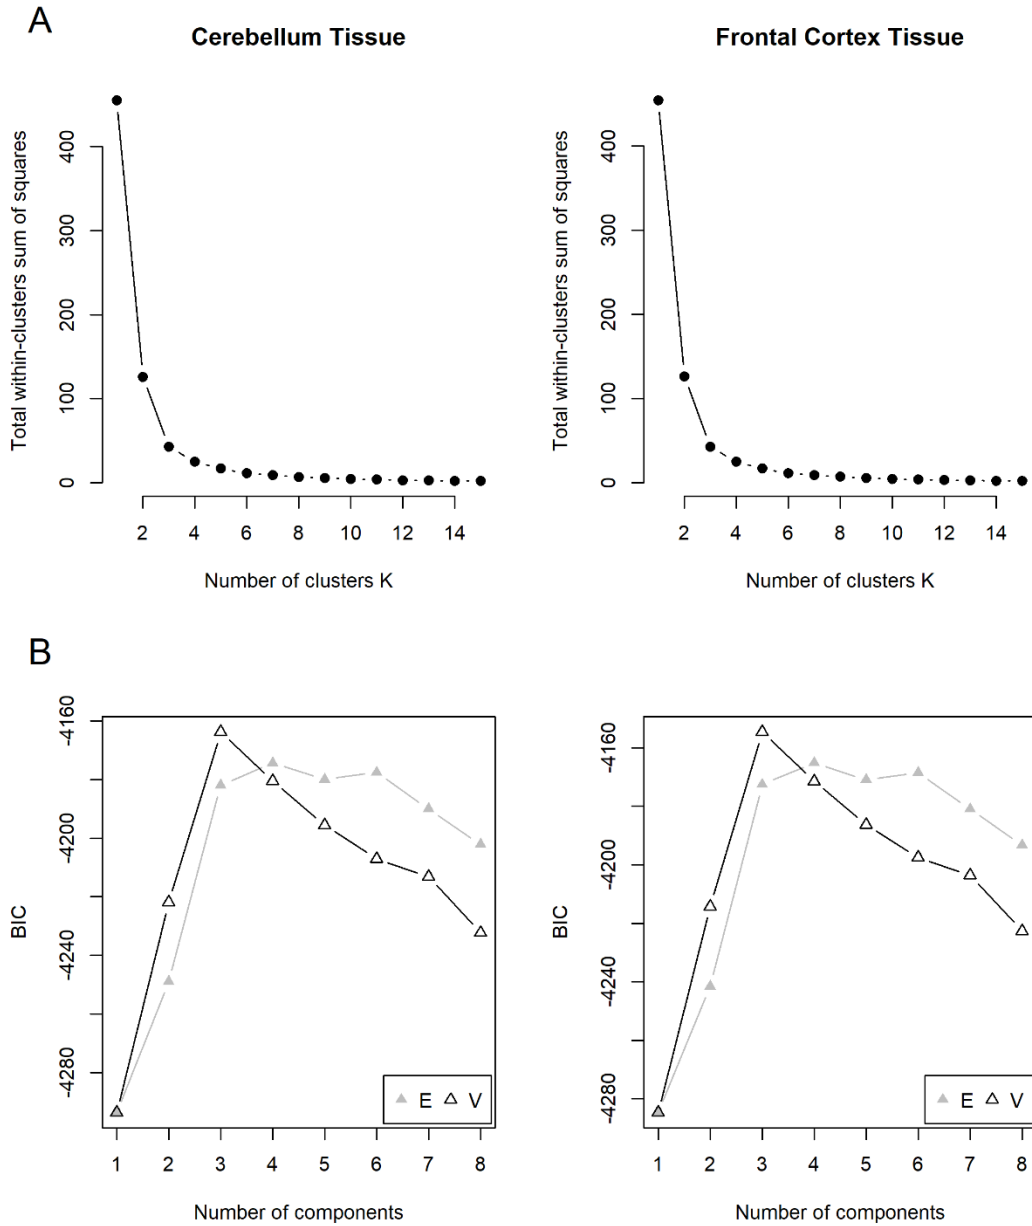 A
Cerebellum Tissue
Frontal Cortex Tissue
Total within-clusters sum of squares
400
300
200
100
0
2 4 6 8 10 12 14
Number of clusters K
Total within-clusters sum of squares
400
300
200
100
0
2 4 6 8 10 12 14
Number of clusters K
B
BIC
-4160
-4200
-4240
-4280
E V
1 2 3 4 5 6 7 8
Number of components
BIC
-4160
-4200
-4240
-4280
E V
1 2 3 4 5 6 7 8
Number of components